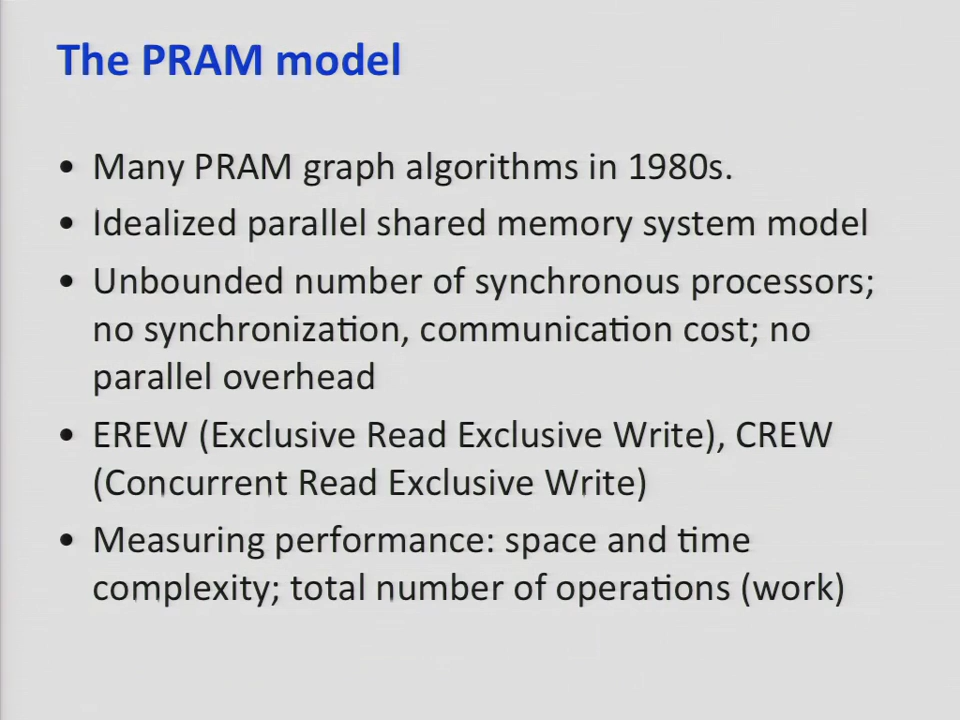 The PRAM model
• Many PRAM graph algorithms in 1980s.
• Idealized parallel shared memory system model
• Unbounded number of synchronous processors;
no synchronization, communication cost; no
parallel overhead
• EREW (Exclusive Read Exclusive Write), CREW
(Concurrent Read Exclusive Write)
• Measuring performance: space and time
complexity; total number of operations (work)